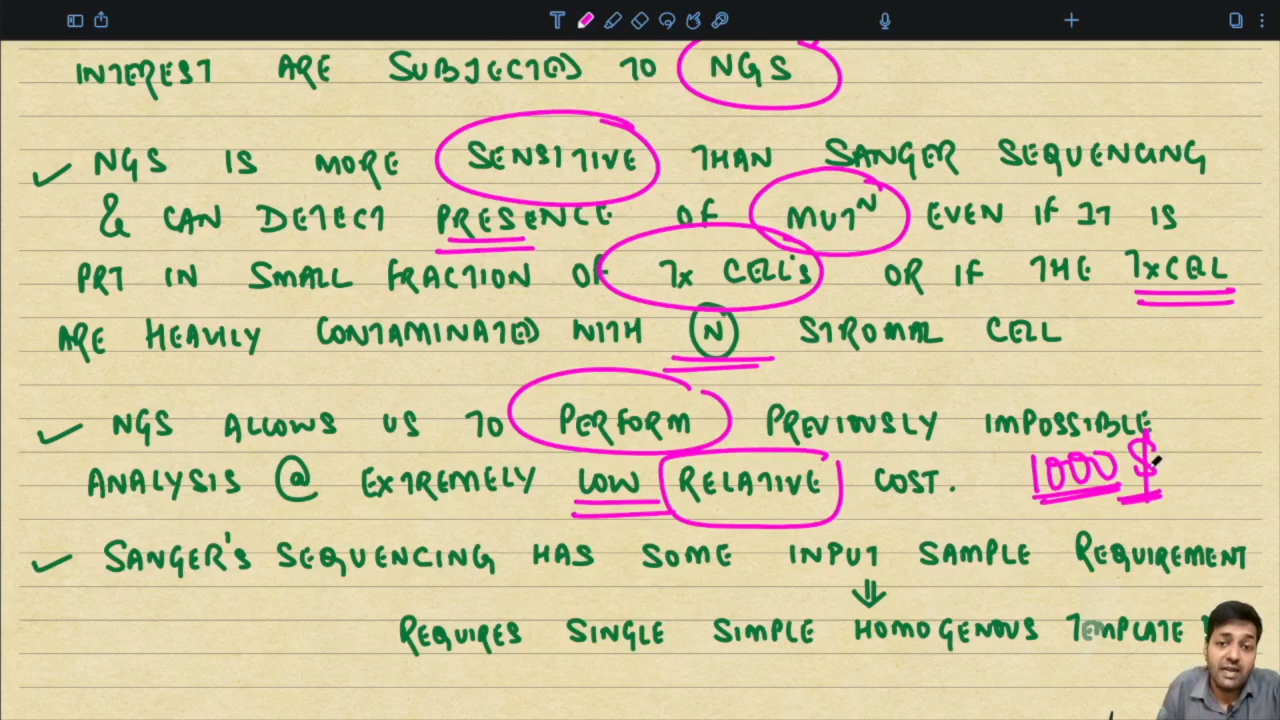 INTEREST ARE SUBJECTED TO NGS
✓ NGS IS MORE SENSITIVE THAN SANGER SEQUENCING
& CAN DETECT PRESENCE OF MUTᴺ EVEN IF IT IS
PRT IN SMALL FRACTION OF Tx CELL'S OR IF THE TxCELL
ARE HEAVILY CONTAMINATED WITH N STROMAL CELL
✓ NGS ALLOWS US TO PERFORM PREVIOUSLY IMPOSSIBLE
ANALYSIS @ EXTREMELY LOW RELATIVE COST. 1000 $
✓ SANGER'S SEQUENCING HAS SOME INPUT SAMPLE REQUIREMENT
⇓
REQUIRES SINGLE SIMPLE HOMOGENOUS TEMPLATE